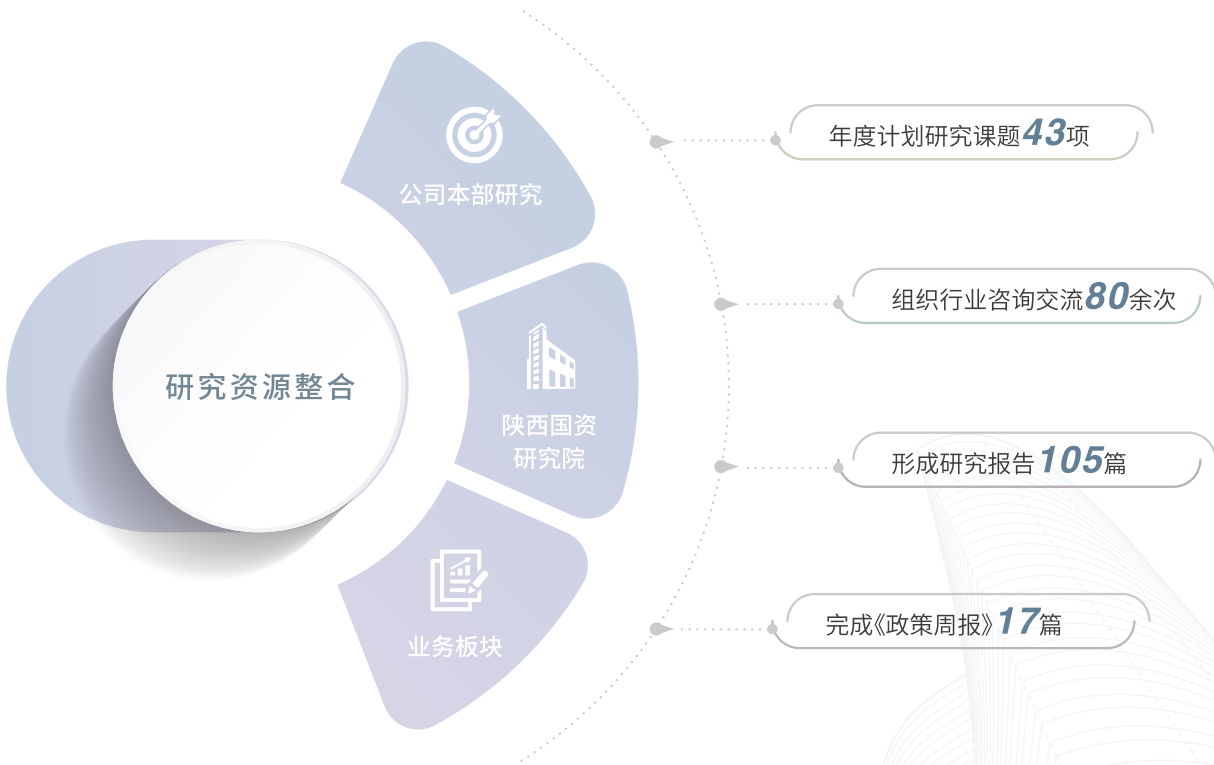 研究资源整合
公司本部研究
陕西国资
研究院
业务板块
年度计划研究课题43项
组织行业咨询交流80余次
形成研究报告105篇
完成《政策周报》17篇